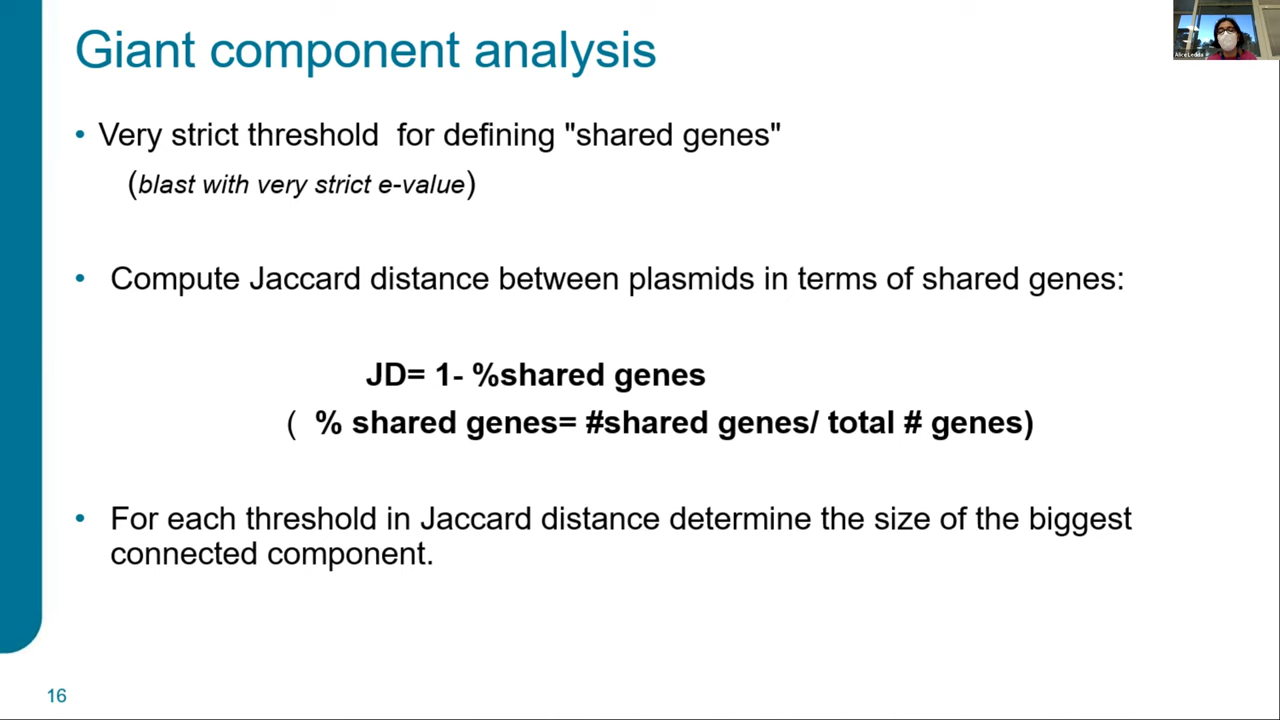 Giant component analysis
• Very strict threshold for defining "shared genes"
(blast with very strict e-value)
• Compute Jaccard distance between plasmids in terms of shared genes:
JD= 1- %shared genes
( % shared genes= #shared genes/ total # genes)
• For each threshold in Jaccard distance determine the size of the biggest
connected component.
16
Alice Ledda